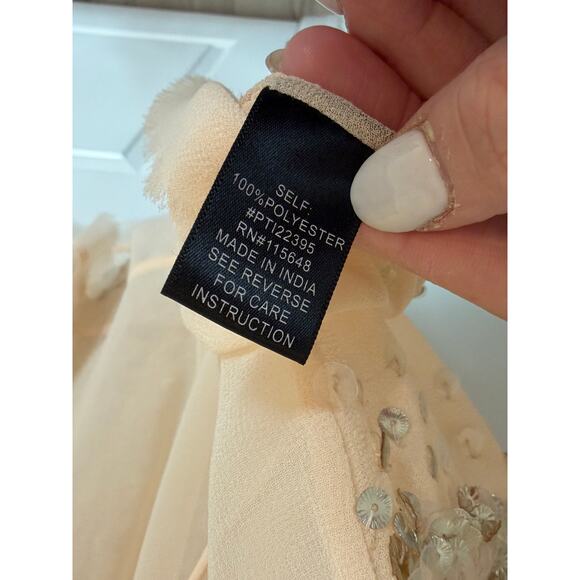 SELF:
100%POLYESTER
#PTI22395
RN#115648
MADE IN INDIA
SEE REVERSE
FOR CARE
INSTRUCTION